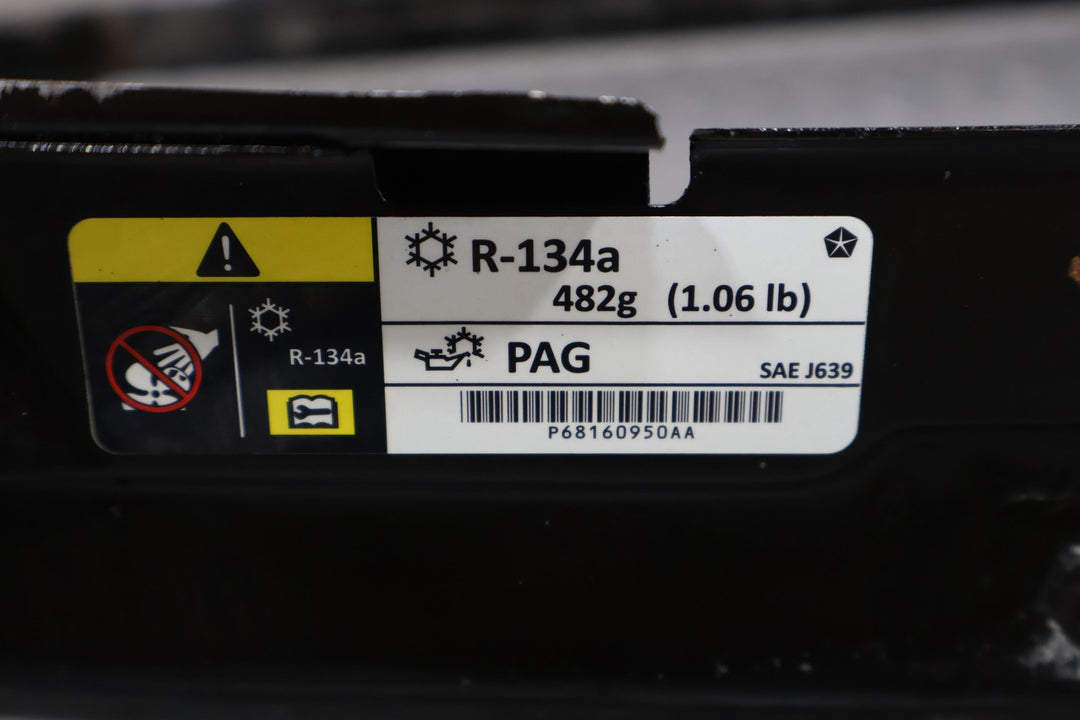 R-134a
R-134a
482g (1.06 lb)
PAG
SAE J639
P68160950AA